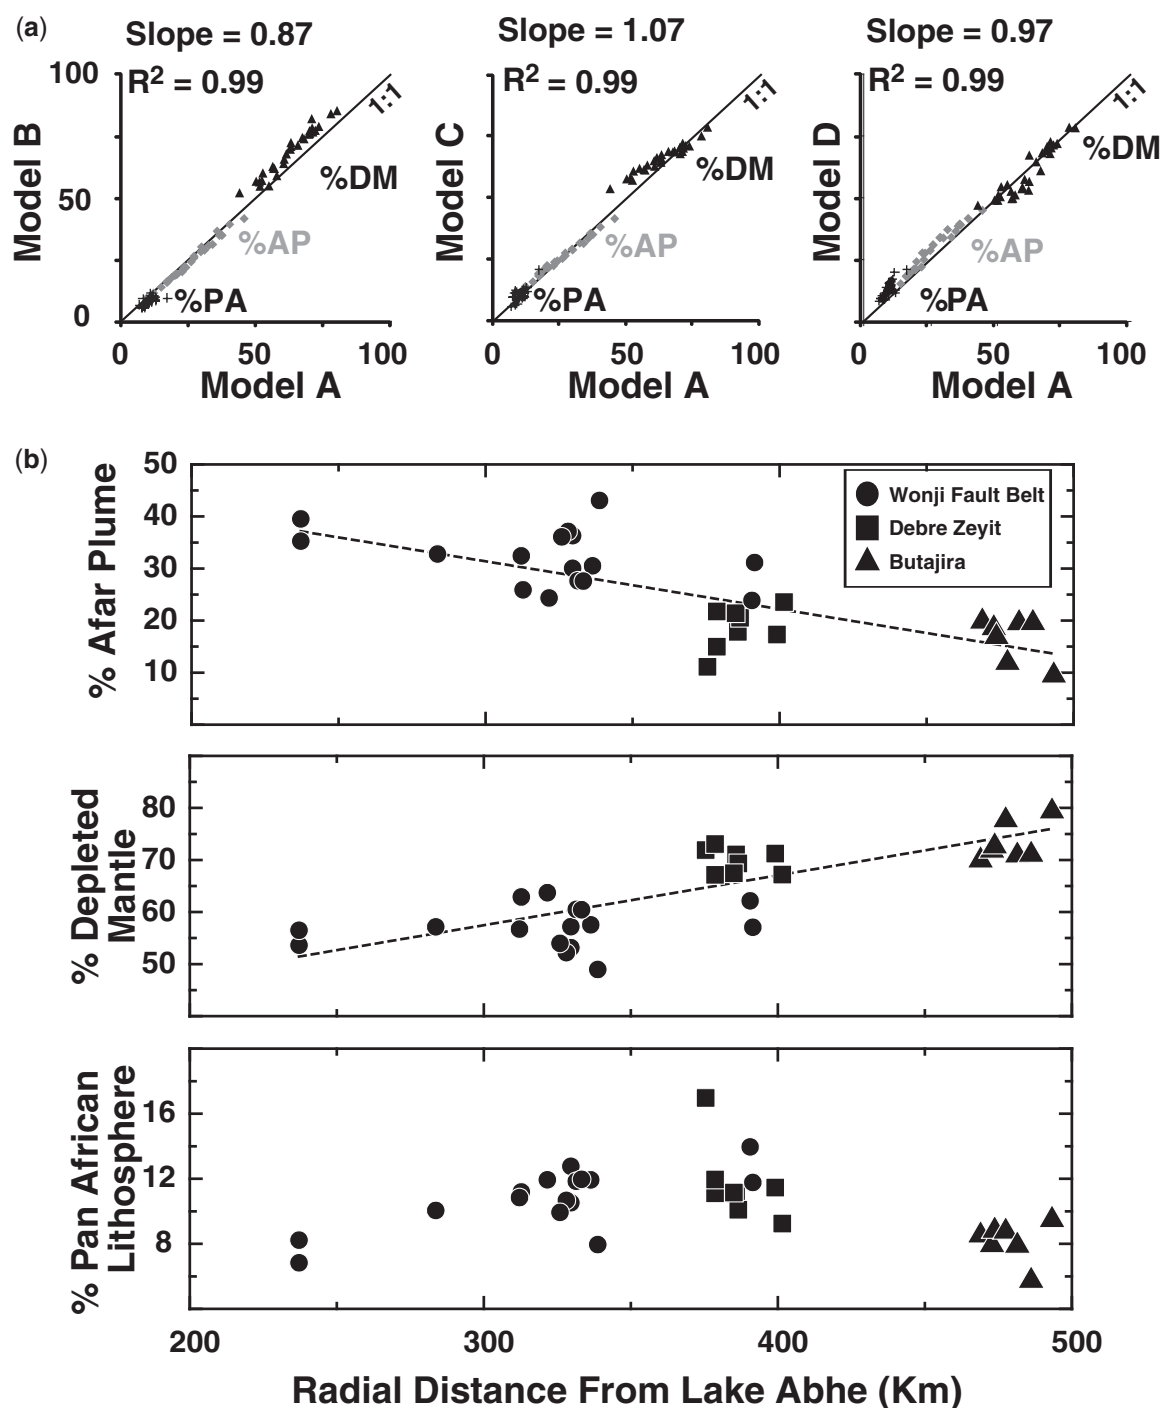 (a)
Slope = 0.87
Slope = 1.07
Slope = 0.97
R² = 0.99
R² = 0.99
R² = 0.99
100
50
0
Model B
1:1
%DM
%AP
%PA
0 50 100
Model A
Model C
1:1
%DM
%AP
%PA
0 50 100
Model A
Model D
1:1
%DM
%AP
%PA
0 50 100
Model A
(b)
% Afar Plume
50
40
30
20
10
Wonji Fault Belt
Debre Zeyit
Butajira
% Depleted
Mantle
80
70
60
50
% Pan African
Lithosphere
16
12
8
200 300 400 500
Radial Distance From Lake Abhe (Km)